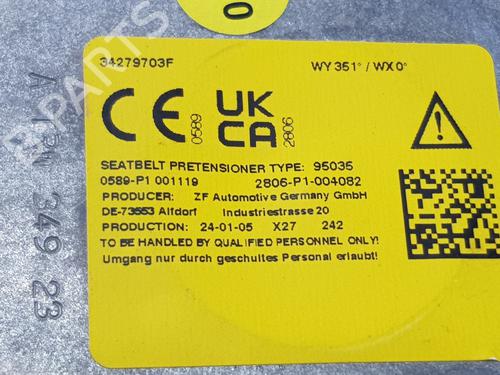 0
34279703F WY 351° / WX 0°
CE 0589 UK CA 2806
SEATBELT PRETENSIONER TYPE: 95035
0589-P1 001119 2806-P1-004082
PRODUCER: ZF Automotive Germany GmbH
DE-73553 Alfdorf Industriestrasse 20
PRODUCTION: 24-01-05 X27 242
TO BE HANDLED BY QUALIFIED PERSONNEL ONLY!
Umgang nur durch geschultes Personal erlaubt!
349 23
B-PARTS